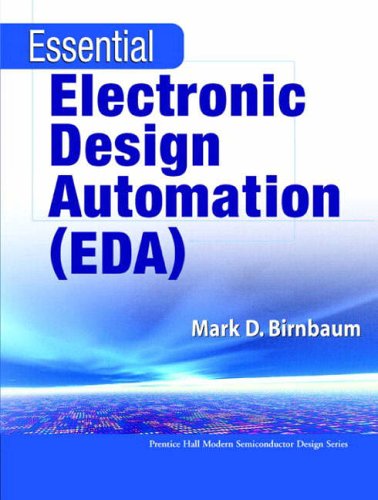 Essential
Electronic
Design
Automation
(EDA)
Mark D. Birnbaum
Prentice Hall Modern Semiconductor Design Series